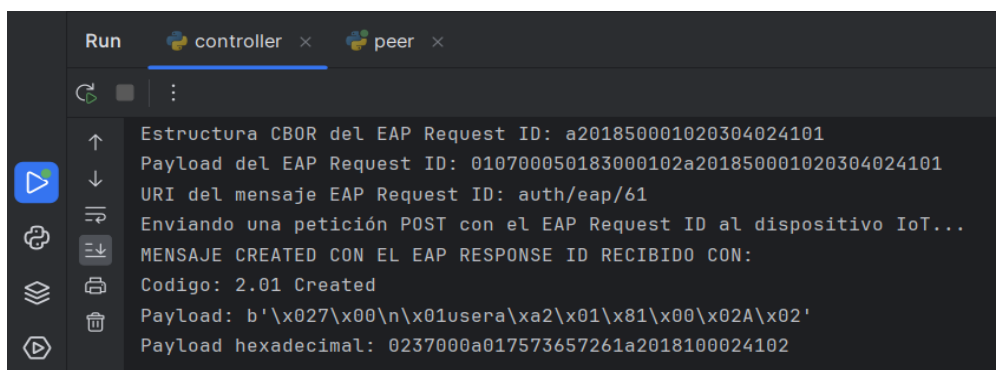 Run controller × peer ×
Estructura CBOR del EAP Request ID: a201850001020304024101
Payload del EAP Request ID: 010700050183000102a201850001020304024101
URI del mensaje EAP Request ID: auth/eap/61
Enviando una petición POST con el EAP Request ID al dispositivo IoT...
MENSAJE CREATED CON EL EAP RESPONSE ID RECIBIDO CON:
Codigo: 2.01 Created
Payload: b'\x027\x00\n\x01usera\xa2\x01\x81\x00\x02A\x02'
Payload hexadecimal: 0237000a017573657261a2018100024102